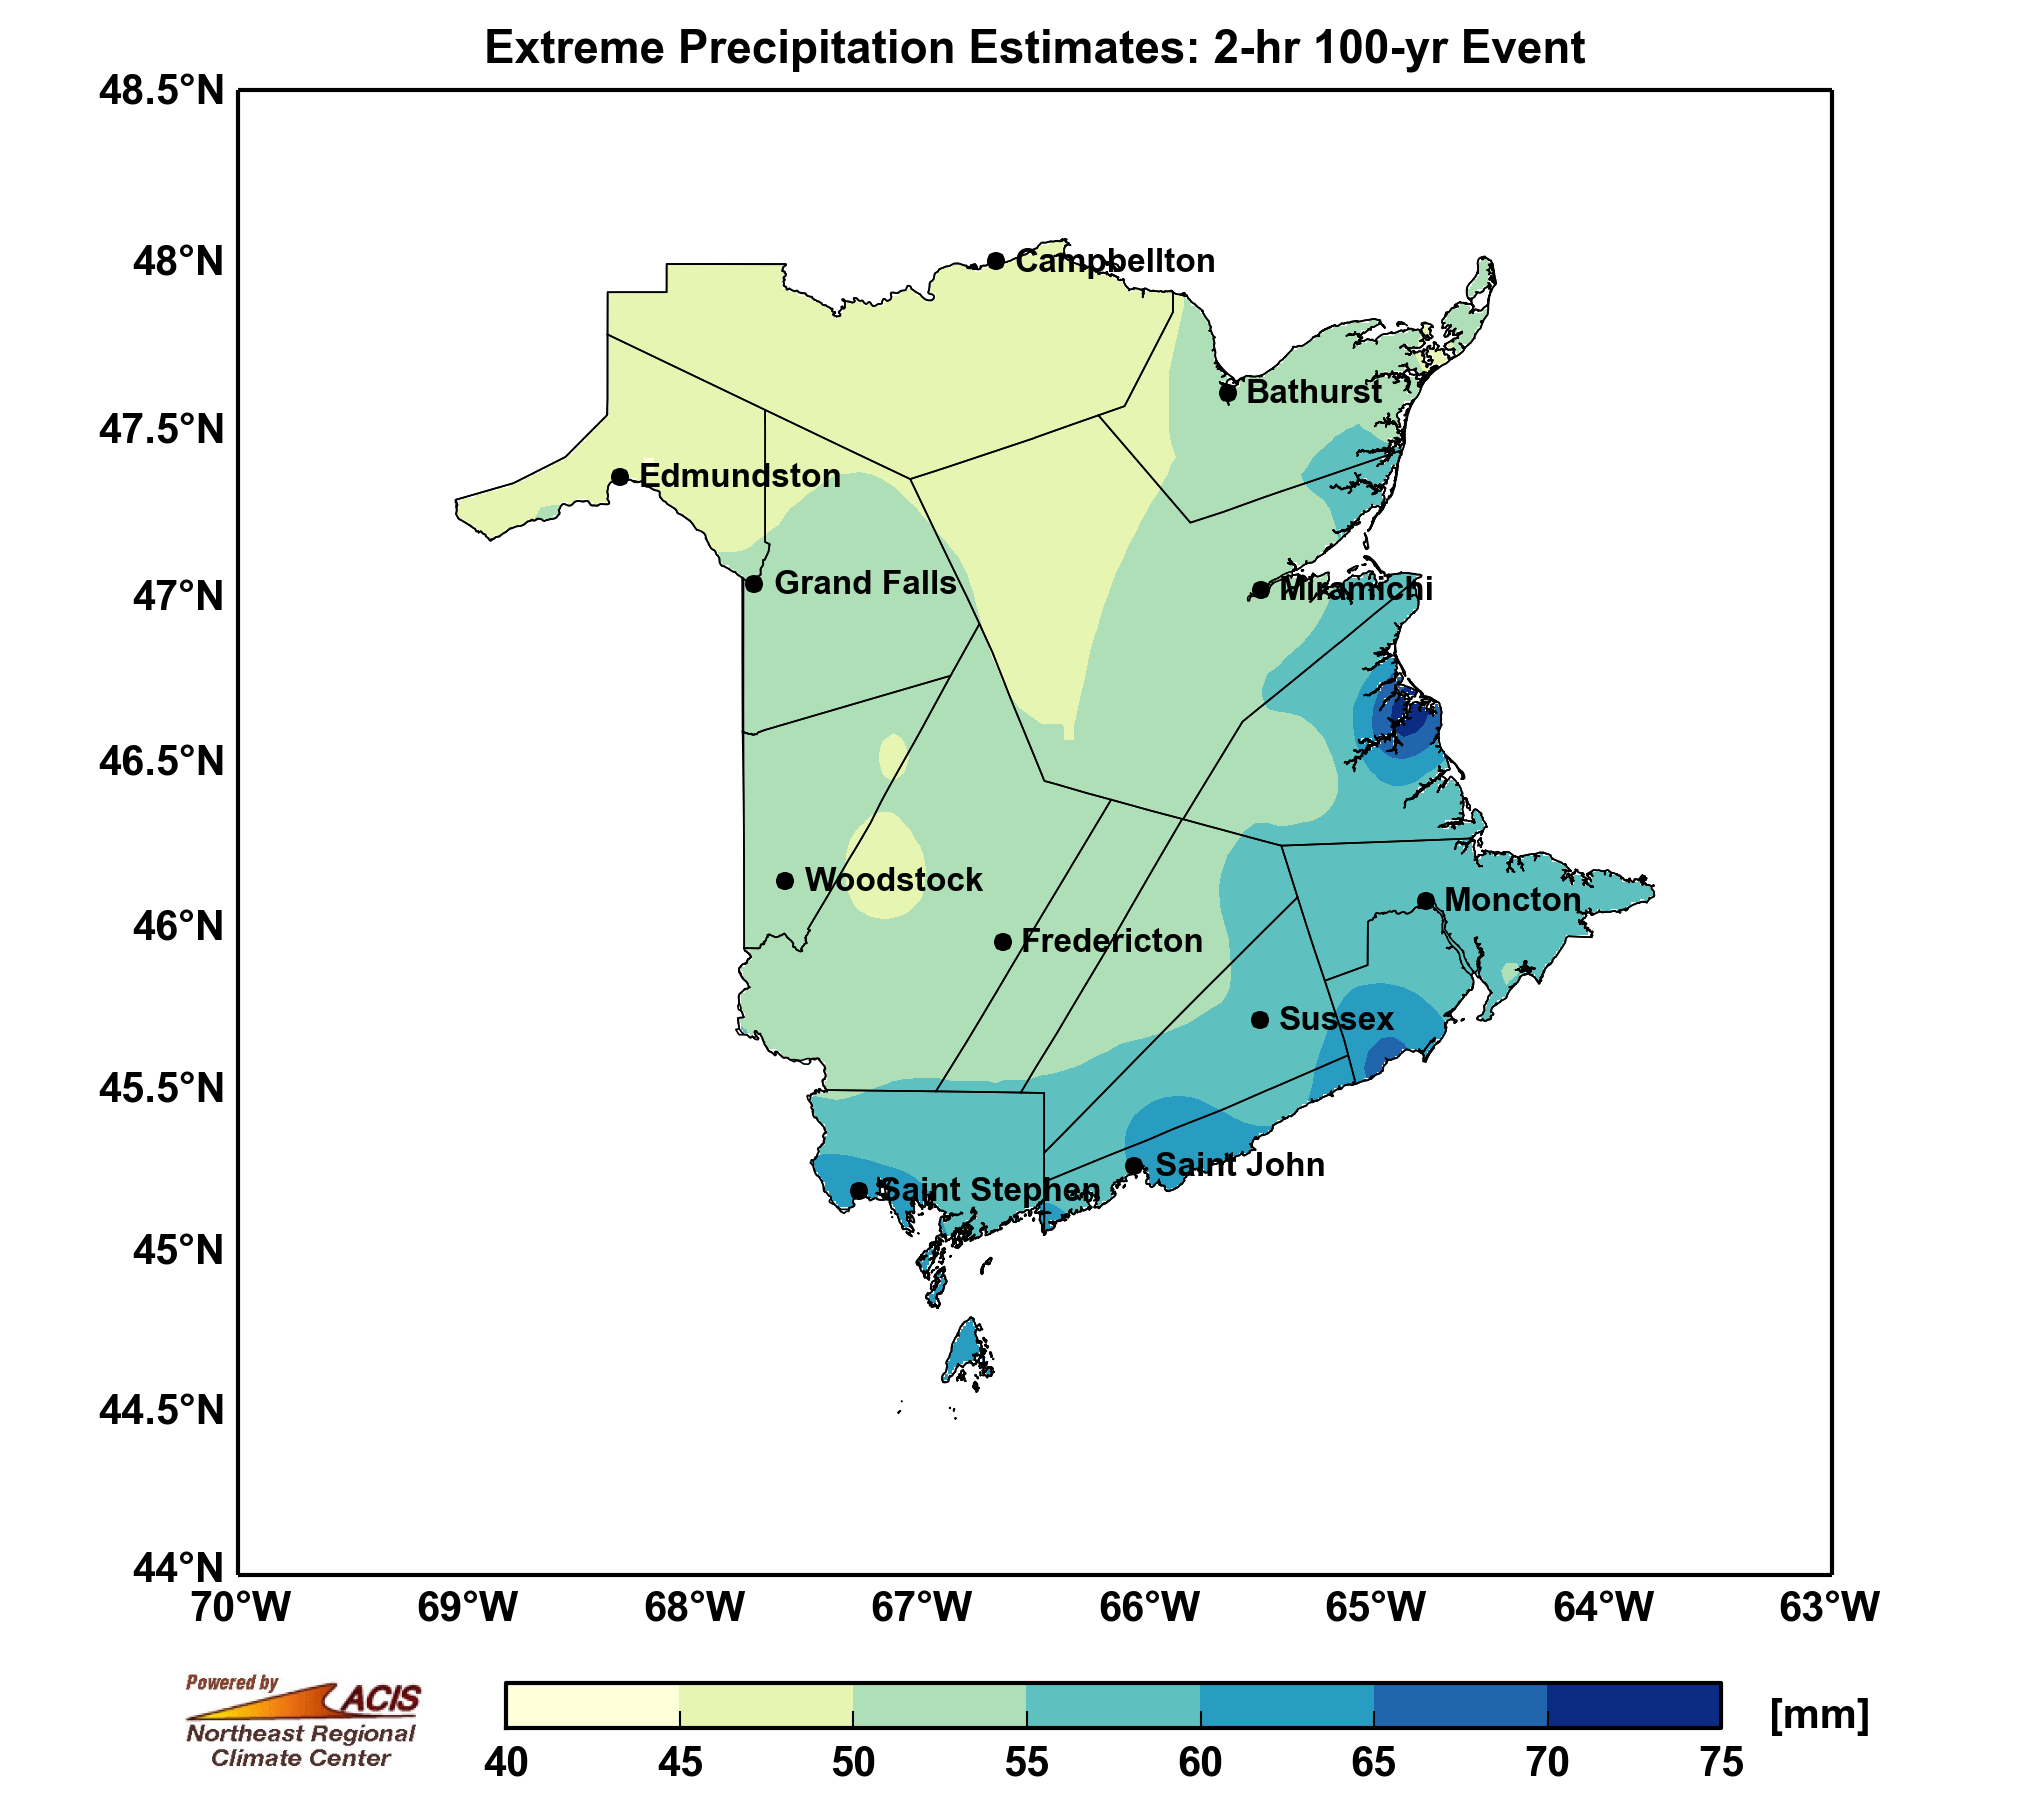 Extreme Precipitation Estimates: 2-hr 100-yr Event
48.5°N
48°N
47.5°N
47°N
46.5°N
46°N
45.5°N
45°N
44.5°N
44°N
Campbellton
Bathurst
Edmundston
Grand Falls
Miramichi
Woodstock
Moncton
Fredericton
Sussex
Saint John
Saint Stephen
70°W 69°W 68°W 67°W 66°W 65°W 64°W 63°W
Powered by
ACIS
Northeast Regional
Climate Center
[mm]
40 45 50 55 60 65 70 75